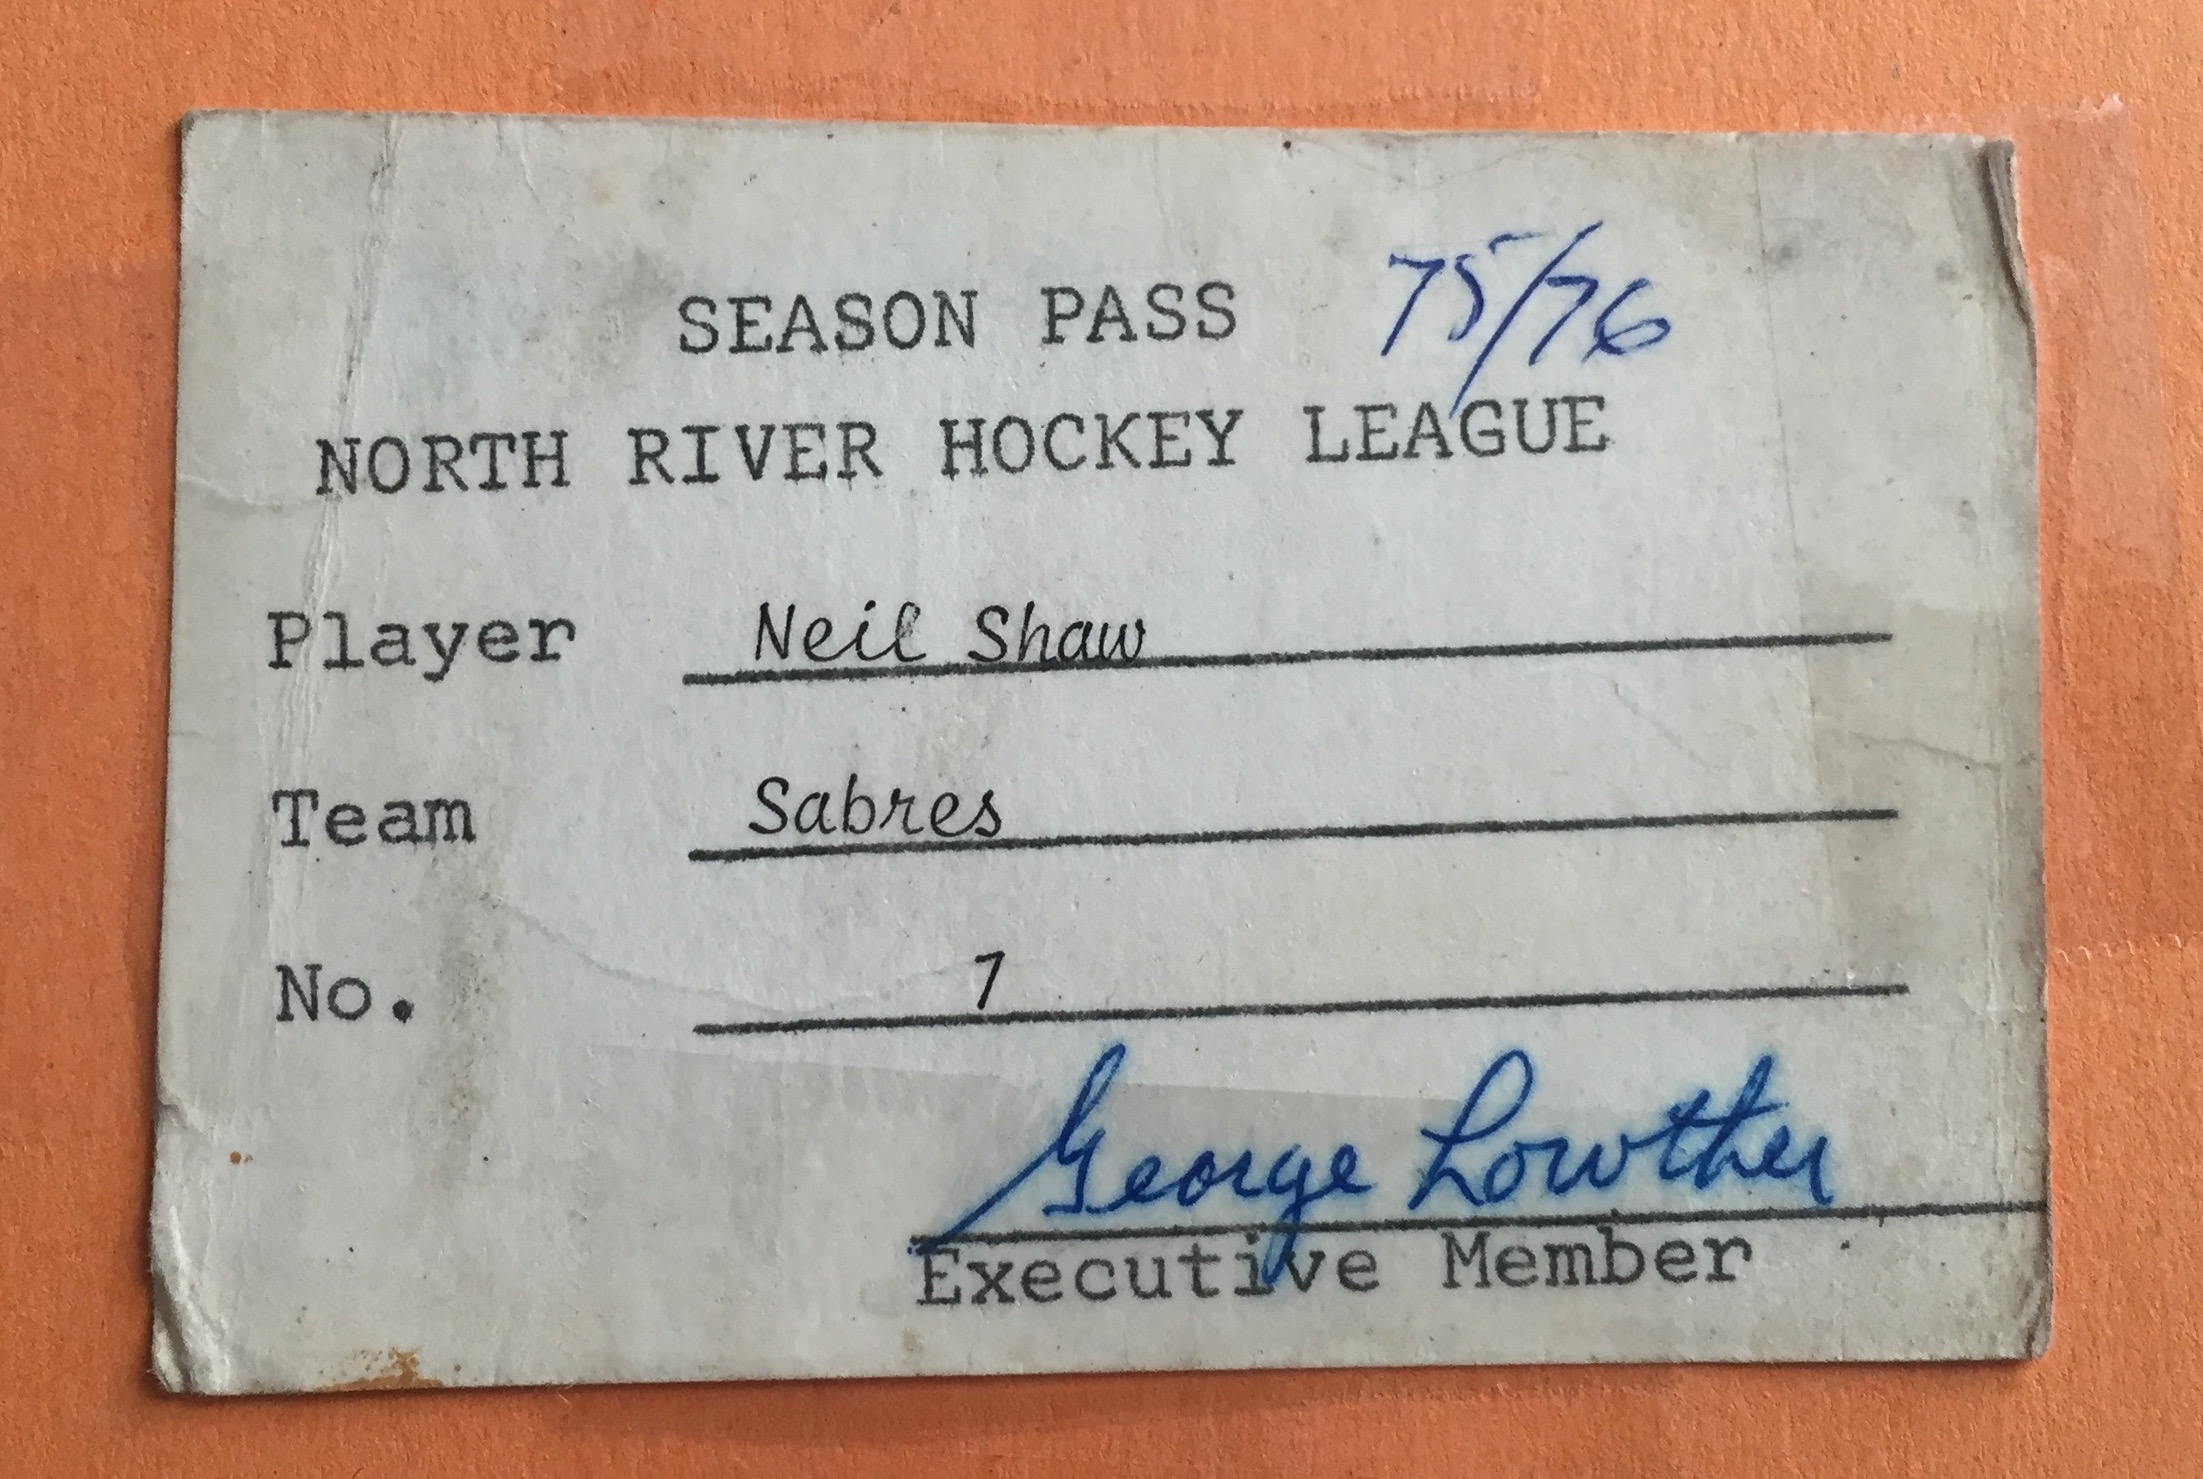 SEASON PASS 75/76
NORTH RIVER HOCKEY LEAGUE
Player Neil Shaw
Team Sabres
No. 7
George Lowther
Executive Member